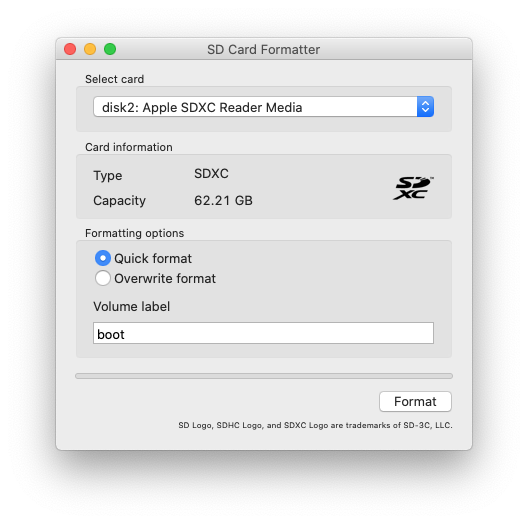 SD Card Formatter
Select card
disk2: Apple SDXC Reader Media
Card information
Type SDXC
Capacity 62.21 GB
SD XC™
Formatting options
Quick format
Overwrite format
Volume label
boot
Format
SD Logo, SDHC Logo, and SDXC Logo are trademarks of SD-3C, LLC.